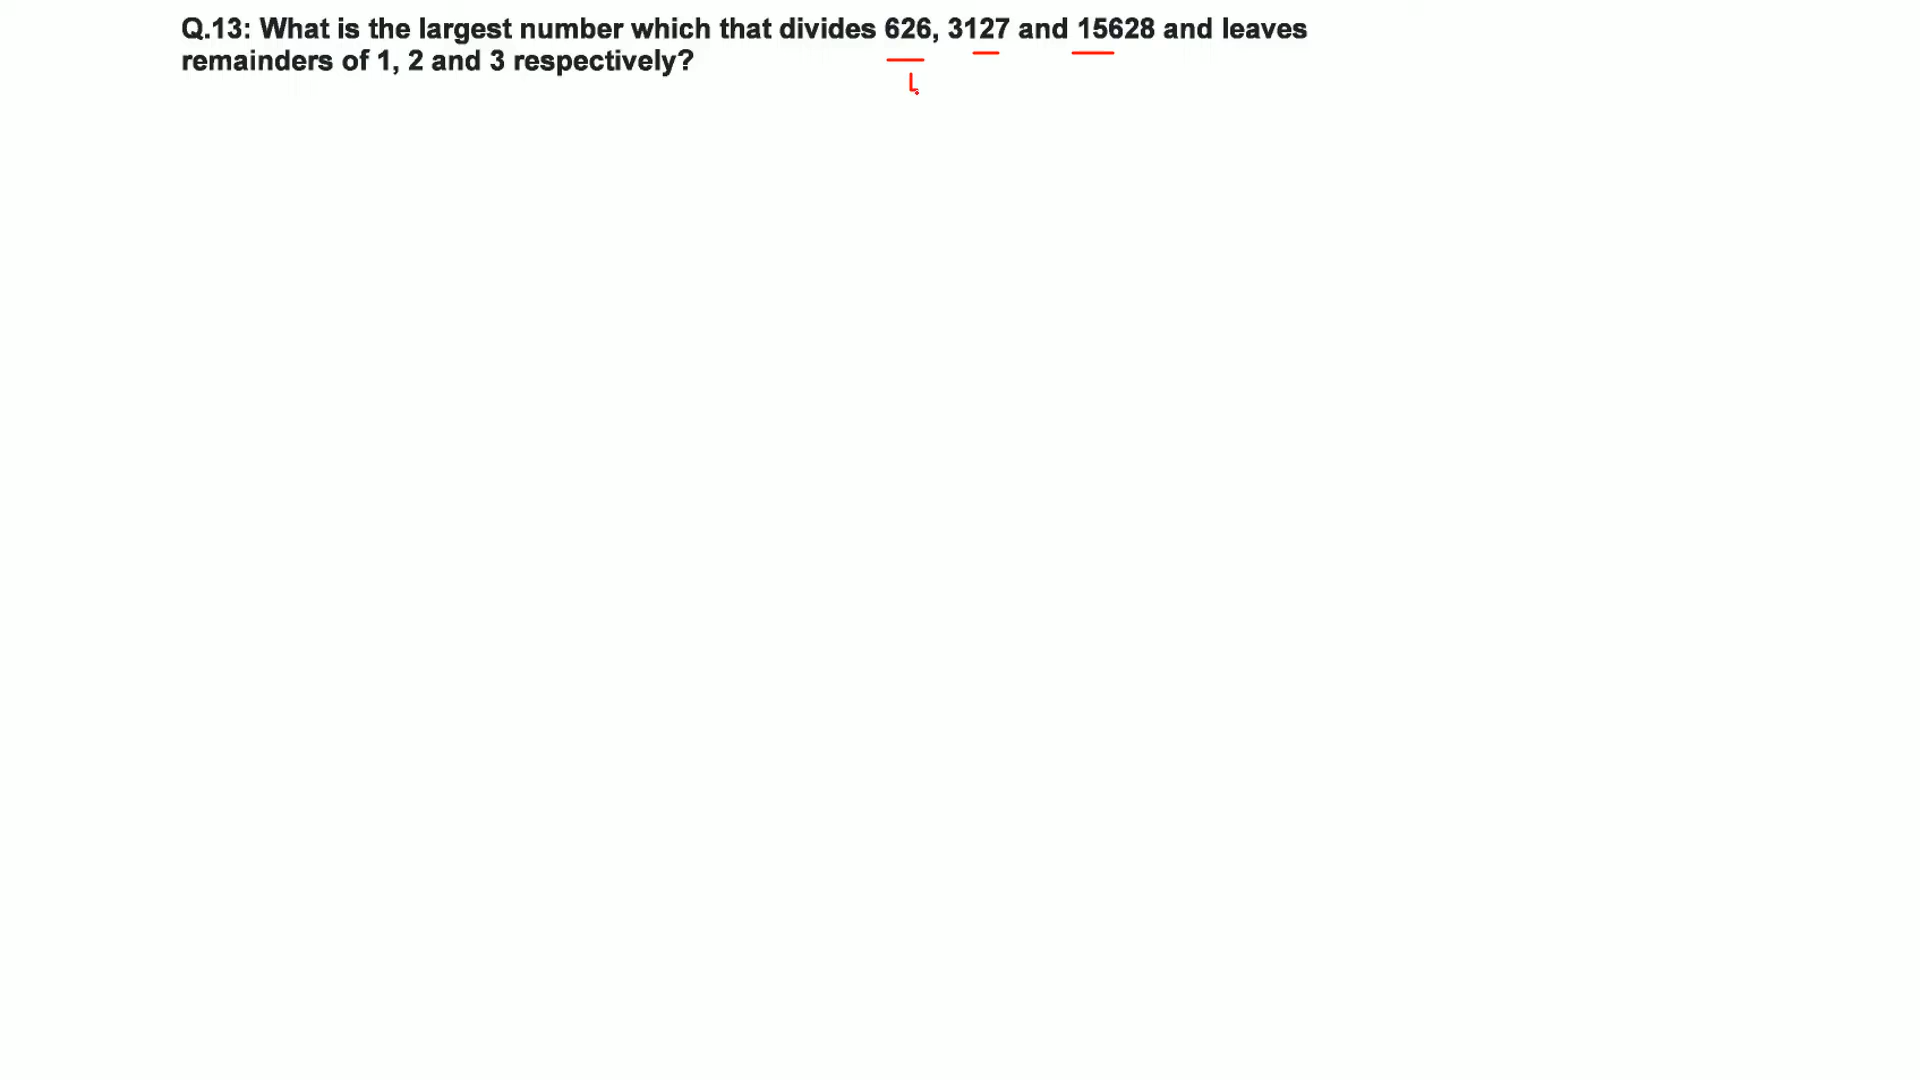 Q.13: What is the largest number which that divides 626, 3127 and 15628 and leaves
remainders of 1, 2 and 3 respectively?